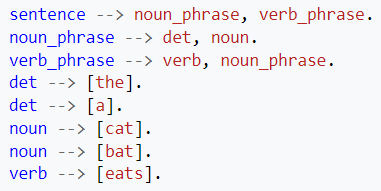 sentence --> noun_phrase, verb_phrase.
noun_phrase --> det, noun.
verb_phrase --> verb, noun_phrase.
det --> [the].
det --> [a].
noun --> [cat].
noun --> [bat].
verb --> [eats].